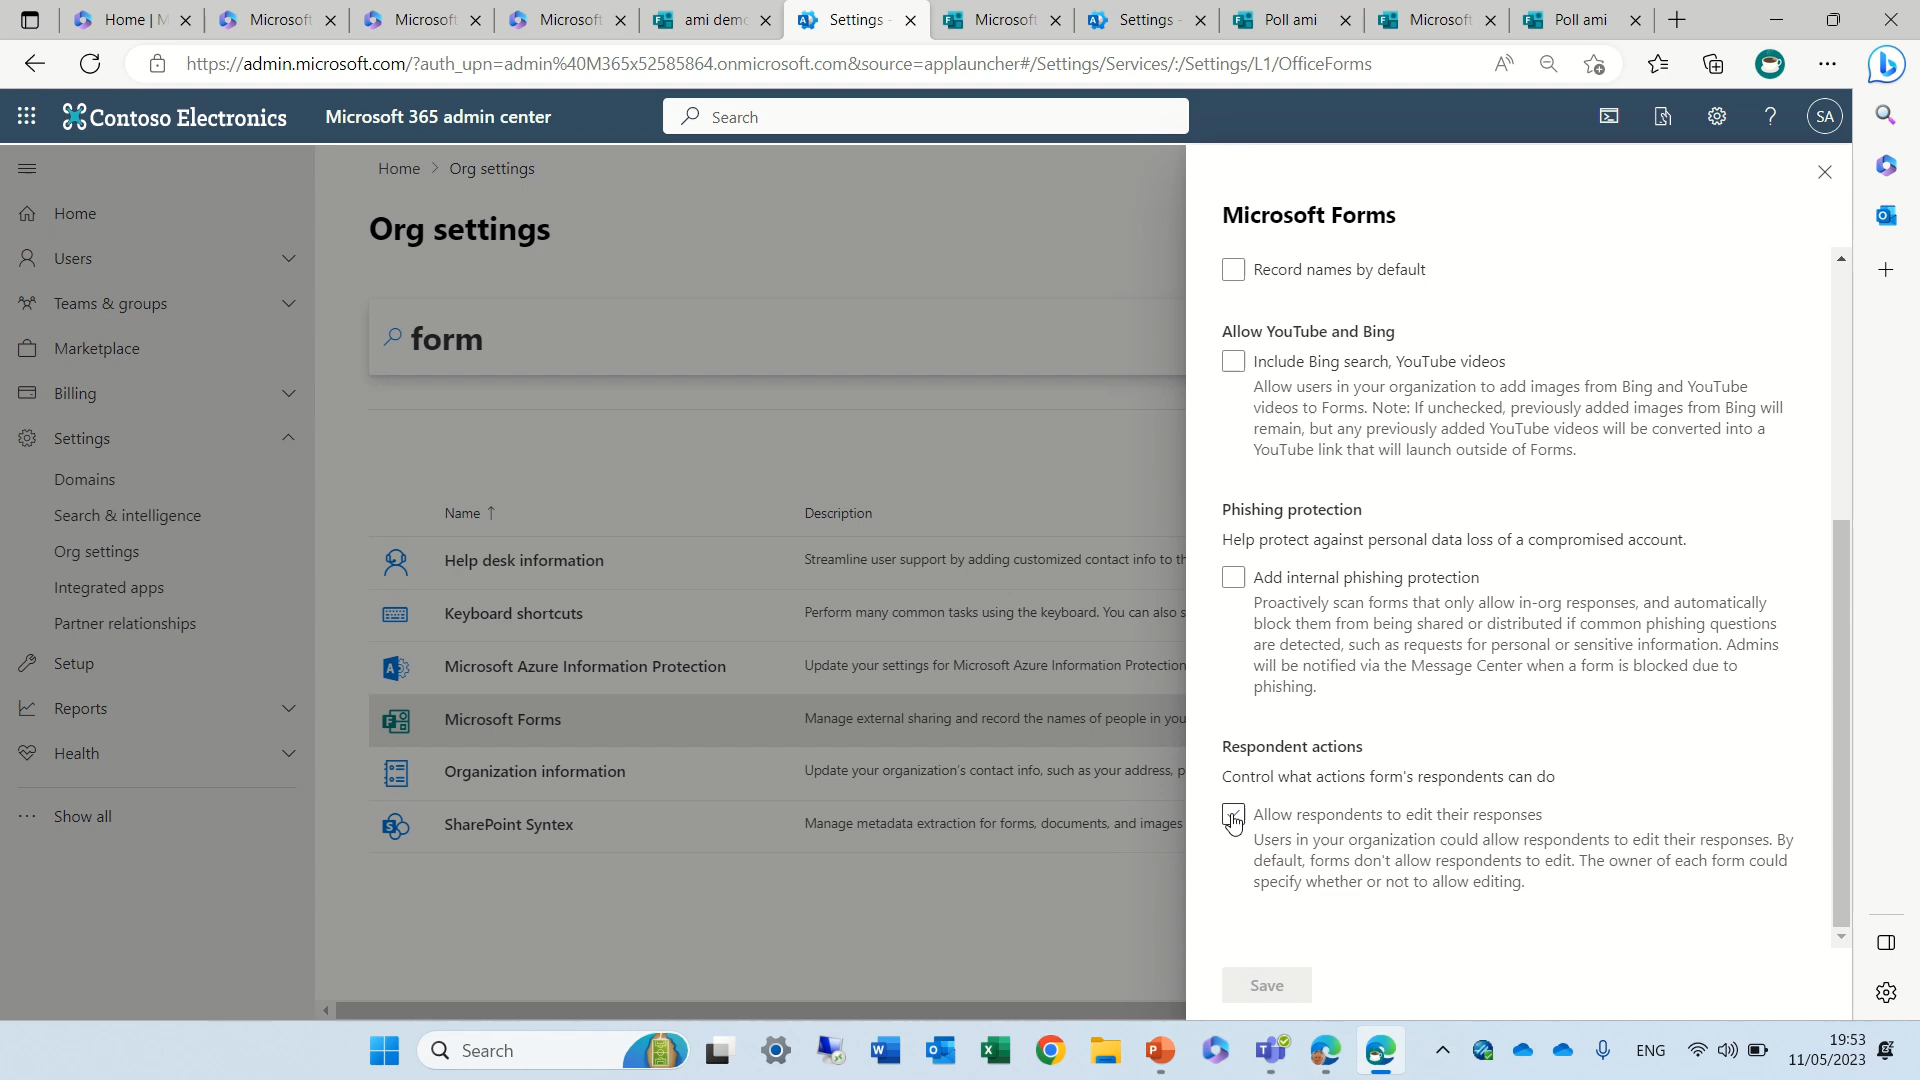 Home | M
Microsoft
Microsoft
Microsoft
ami demo
Settings -
Microsoft
Settings -
Poll ami
Microsoft
Poll ami
https://admin.microsoft.com/?auth_upn=admin%40M365x52585864.onmicrosoft.com&source=applauncher#/Settings/Services/:/Settings/L1/OfficeForms
Contoso Electronics
Microsoft 365 admin center
Search
SA
Home
Users
Teams & groups
Marketplace
Billing
Settings
Domains
Search & intelligence
Org settings
Integrated apps
Partner relationships
Setup
Reports
Health
Show all
Home > Org settings
Org settings
form
Name ↑ Description
Help desk information Streamline user support by adding customized contact info to th
Keyboard shortcuts Perform many common tasks using the keyboard. You can also s
Microsoft Azure Information Protection Update your settings for Microsoft Azure Information Protection
Microsoft Forms Manage external sharing and record the names of people in you
Organization information Update your organization's contact info, such as your address, p
SharePoint Syntex Manage metadata extraction for forms, documents, and images
Microsoft Forms
Record names by default
Allow YouTube and Bing
Include Bing search, YouTube videos
Allow users in your organization to add images from Bing and YouTube
videos to Forms. Note: If unchecked, previously added images from Bing will
remain, but any previously added YouTube videos will be converted into a
YouTube link that will launch outside of Forms.
Phishing protection
Help protect against personal data loss of a compromised account.
Add internal phishing protection
Proactively scan forms that only allow in-org responses, and automatically
block them from being shared or distributed if common phishing questions
are detected, such as requests for personal or sensitive information. Admins
will be notified via the Message Center when a form is blocked due to
phishing.
Respondent actions
Control what actions form's respondents can do
Allow respondents to edit their responses
Users in your organization could allow respondents to edit their responses. By
default, forms don't allow respondents to edit. The owner of each form could
specify whether or not to allow editing.
Save
Search
ENG
19:53
11/05/2023